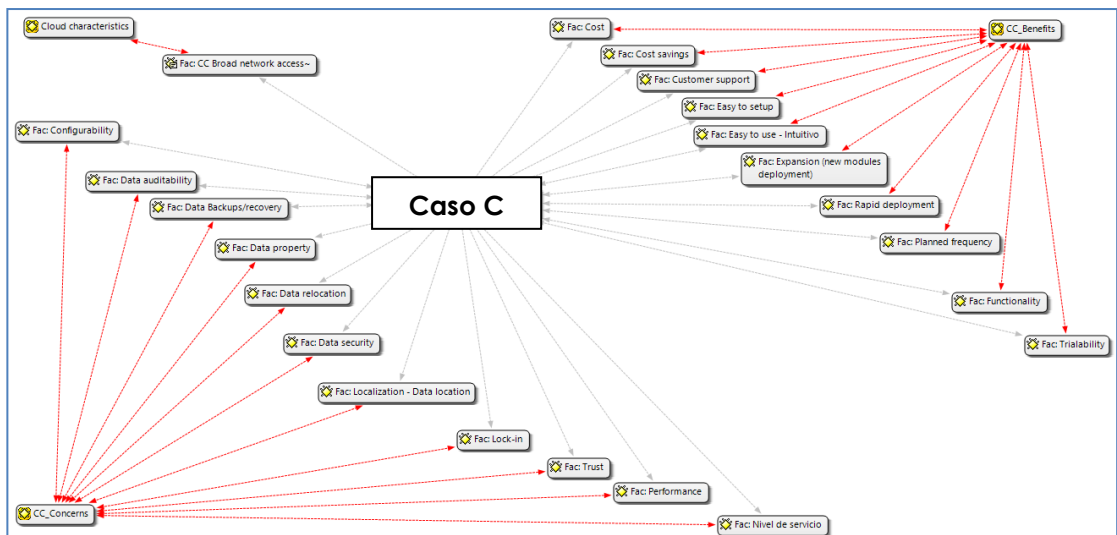 Cloud characteristics
Fac: CC Broad network access~
Fac: Cost
CC_Benefits
Fac: Cost savings
Fac: Customer support
Fac: Easy to setup
Fac: Easy to use - Intuitivo
Fac: Expansion (new modules
deployment)
Fac: Rapid deployment
Fac: Planned frequency
Fac: Functionality
Fac: Trialability
Caso C
Fac: Configurability
Fac: Data auditability
Fac: Data Backups/recovery
Fac: Data property
Fac: Data relocation
Fac: Data security
Fac: Localization - Data location
Fac: Lock-in
Fac: Trust
Fac: Performance
Fac: Nivel de servicio
CC_Concerns